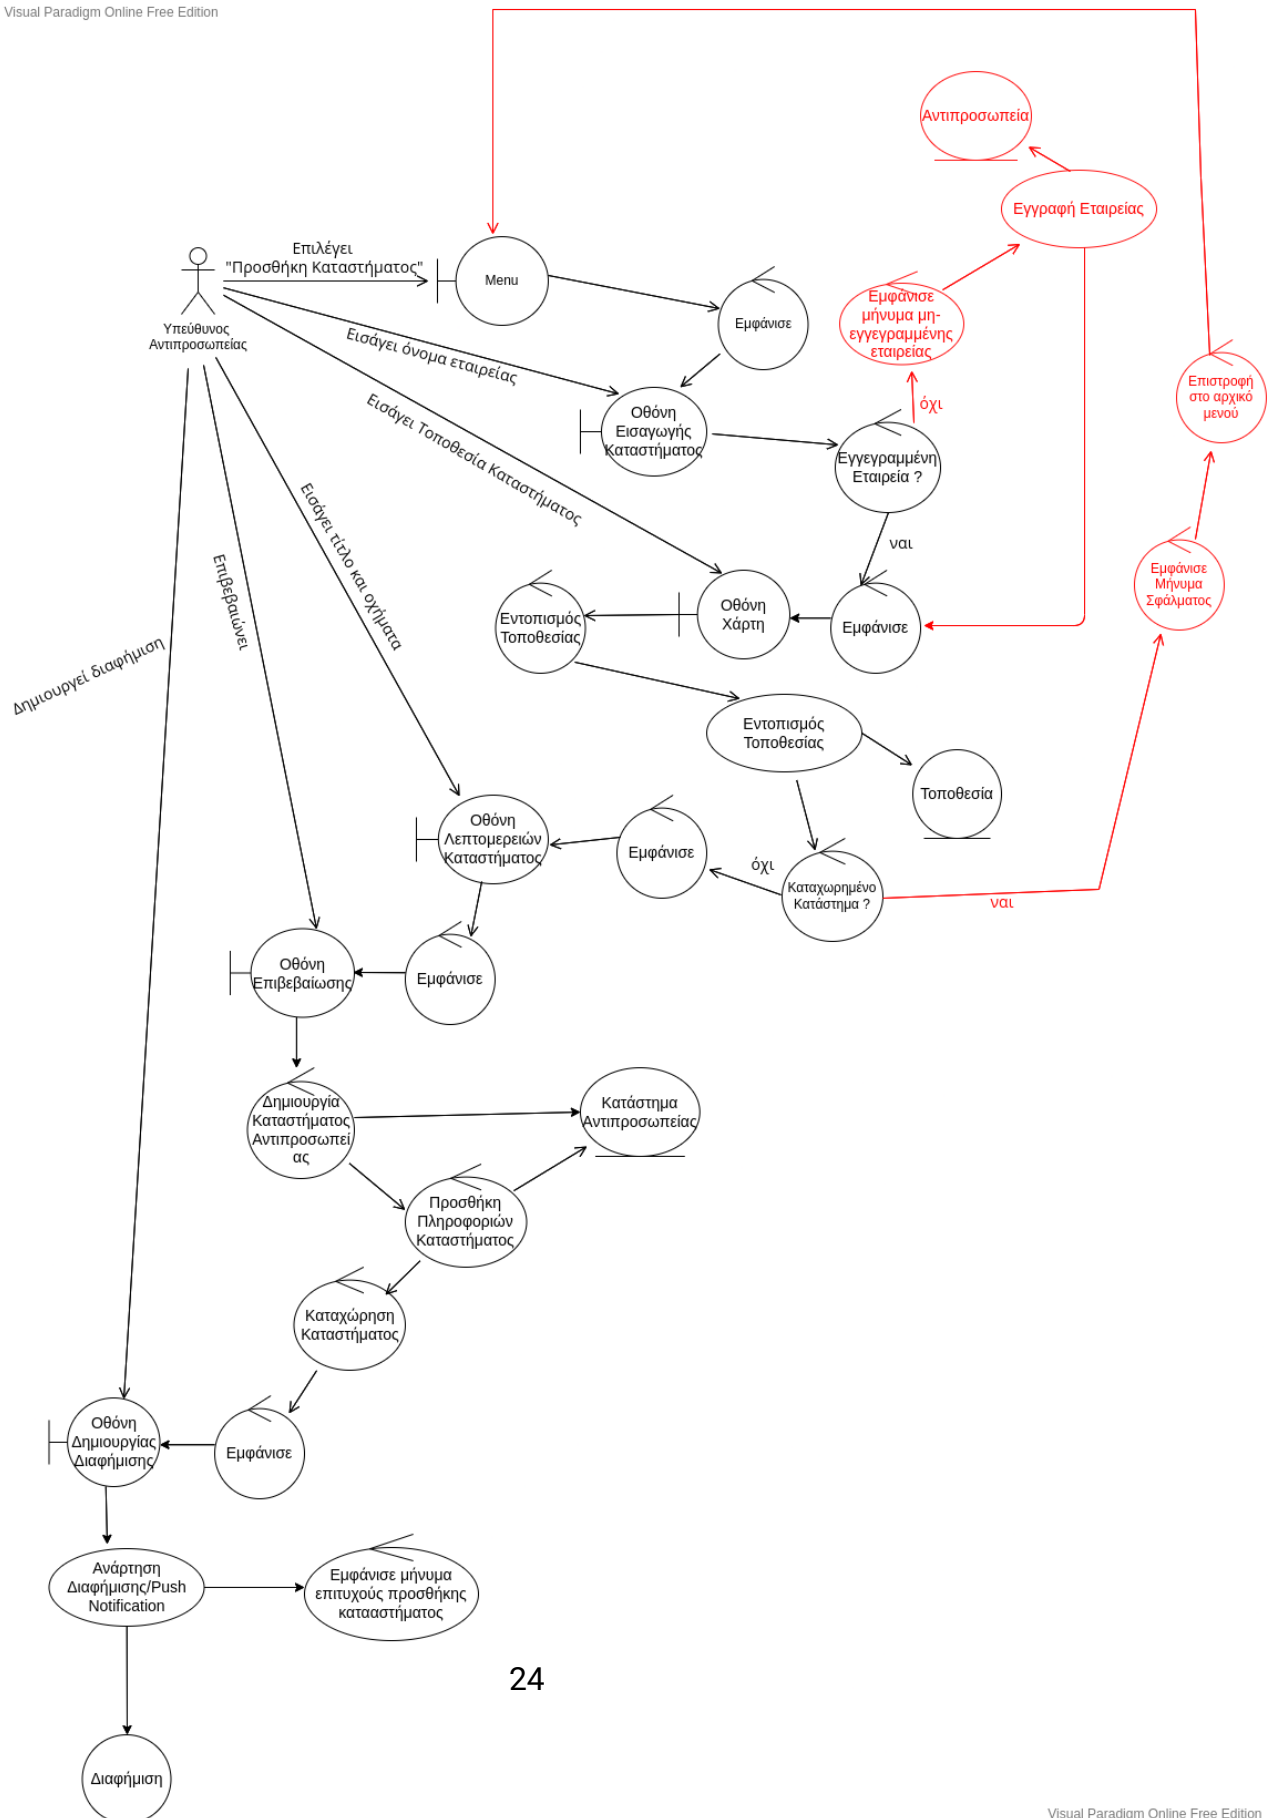 Visual Paradigm Online Free Edition
Αντιπροσωπεία
Εγγραφή Εταιρείας
Επιλέγει
"Προσθήκη Καταστήματος"
Menu
Υπεύθυνος
Αντιπροσωπείας
Εμφάνισε
Εμφάνισε
μήνυμα μη-
εγγεγραμμένης
εταιρείας
Εισάγει όνομα εταιρείας
Επιστροφή
στο αρχικό
μενού
όχι
Οθόνη
Εισαγωγής
Καταστήματος
Εισάγει Τοποθεσία Καταστήματος
Εγγεγραμμένη
Εταιρεία ?
Εισάγει τίτλο και οχήματα
ναι
Επιβεβαιώνει
Εμφάνισε
Μήνυμα
Σφάλματος
Εντοπισμός
Τοποθεσίας
Οθόνη
Χάρτη
Εμφάνισε
Δημιουργεί διαφήμιση
Εντοπισμός
Τοποθεσίας
Τοποθεσία
Οθόνη
Λεπτομερειών
Καταστήματος
Εμφάνισε
όχι
Καταχωρημένο
Κατάστημα ?
ναι
Οθόνη
Επιβεβαίωσης
Εμφάνισε
Δημιουργία
Καταστήματος
Αντιπροσωπεί
ας
Κατάστημα
Αντιπροσωπείας
Προσθήκη
Πληροφοριών
Καταστήματος
Καταχώρηση
Καταστήματος
Οθόνη
Δημιουργίας
Διαφήμισης
Εμφάνισε
Ανάρτηση
Διαφήμισης/Push
Notification
Εμφάνισε μήνυμα
επιτυχούς προσθήκης
κατααστήματος
24
Διαφήμιση
Visual Paradigm Online Free Edition